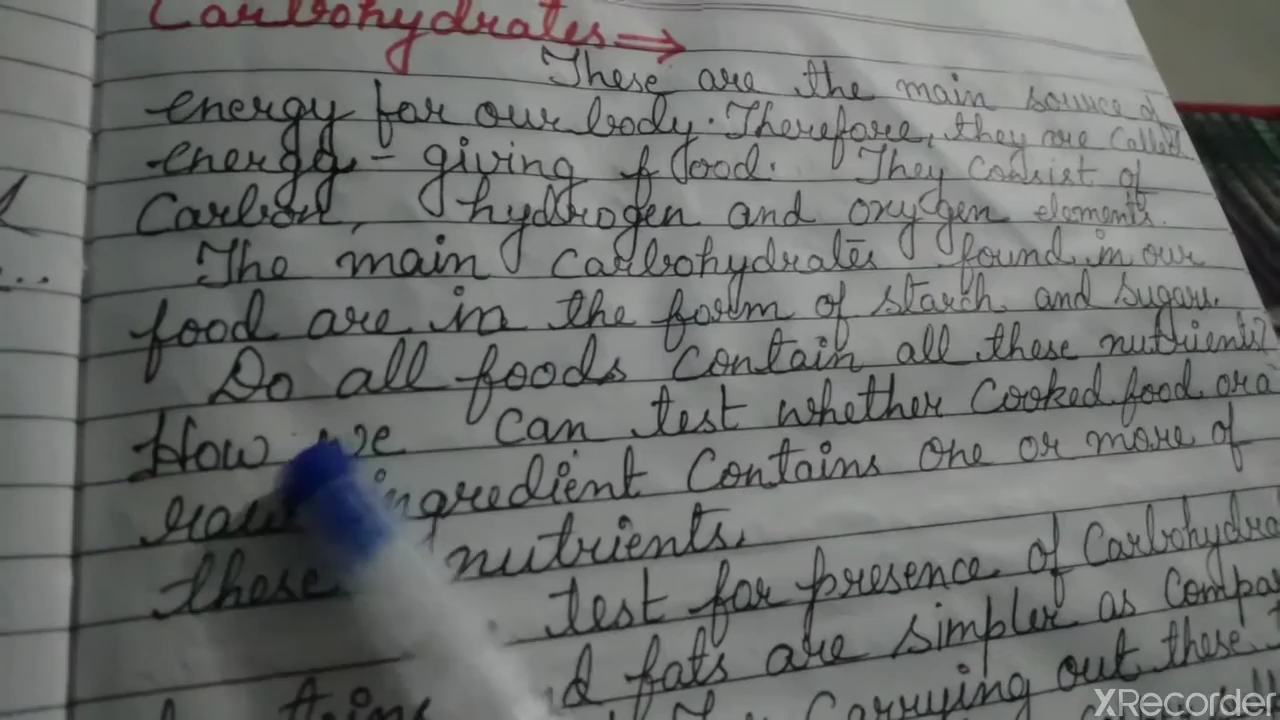 Carbohydrates ⇒
These are the main source of
energy for our body. Therefore, they are called
energy - giving food. They consist of
Carbon, hydrogen and oxygen elements.
The main carbohydrates found in our
food are in the form of starch and sugars.
Do all foods contain all these nutrients?
How we can test whether cooked food or a
raw ingredient contains one or more of
these nutrients.
test for presence of Carbohydra
d fats are simpler as compa
Carrying out these
XRecorder